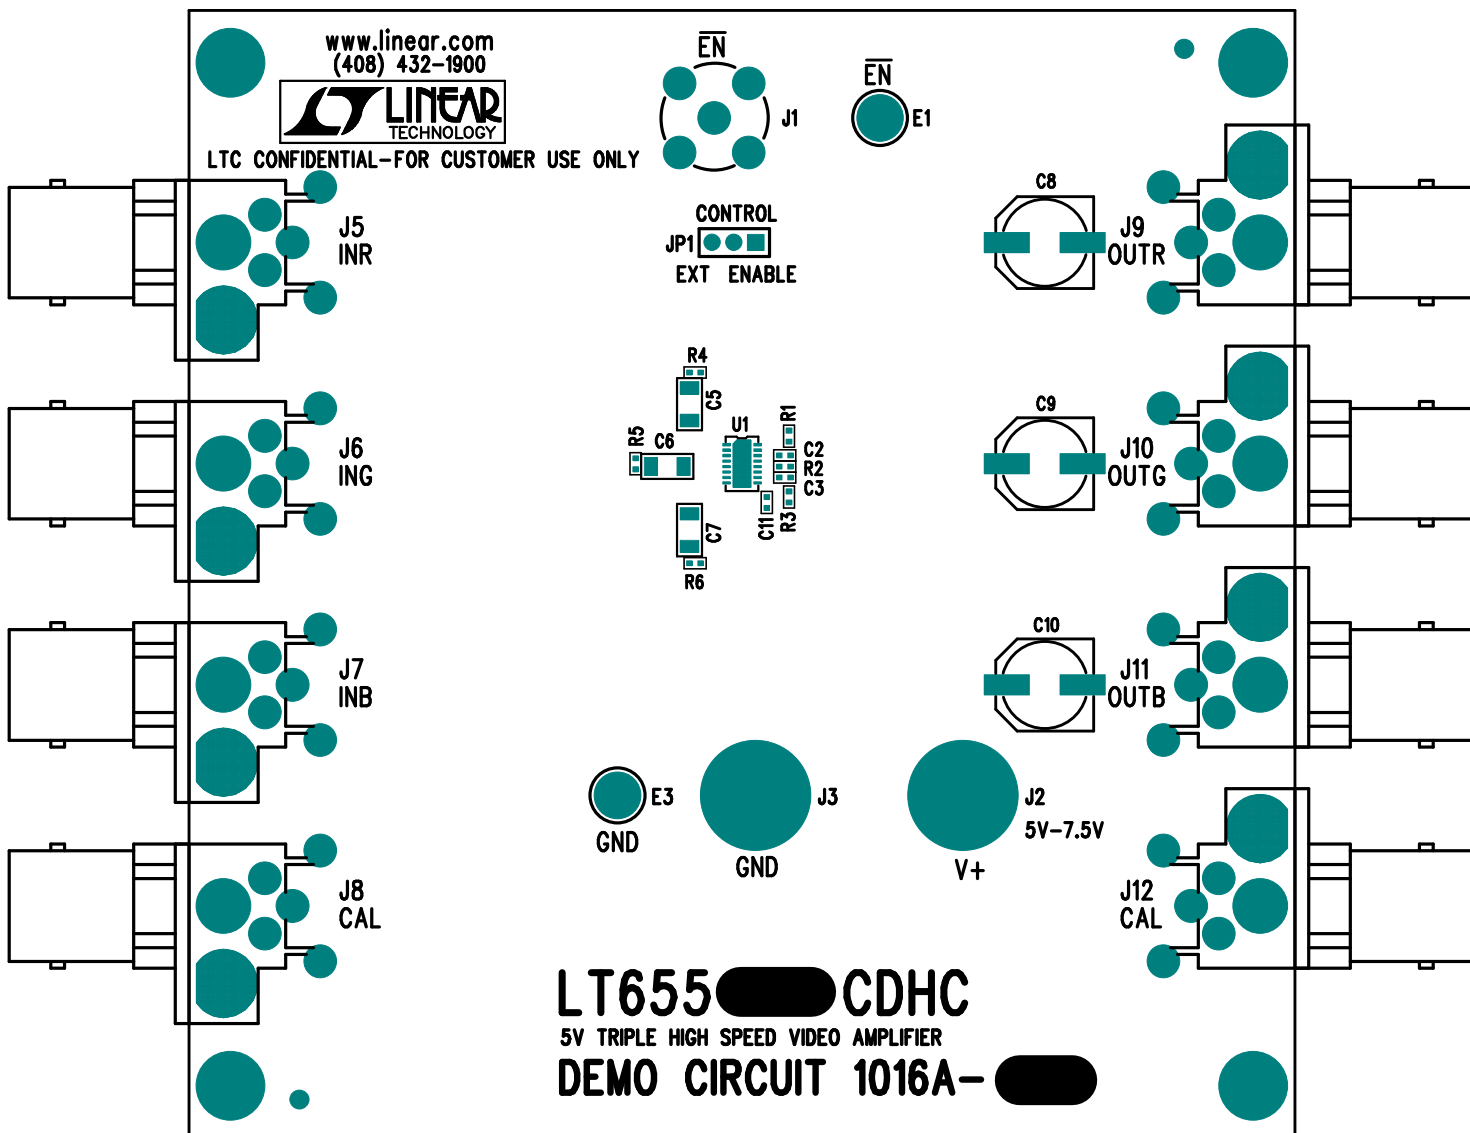 www.linear.com
(408) 432-1900
LINEAR
TECHNOLOGY
LTC CONFIDENTIAL-FOR CUSTOMER USE ONLY
EN
J1
EN
E1
CONTROL
JP1
EXT ENABLE
J5
INR
C8
J9
OUTR
R4
C5
U1
R1
R5
C6
C2
R2
C3
C11
R3
C7
R6
J6
ING
C9
J10
OUTG
J7
INB
C10
J11
OUTB
E3
GND
J3
GND
J2
5V-7.5V
V+
J8
CAL
J12
CAL
LT655 CDHC
5V TRIPLE HIGH SPEED VIDEO AMPLIFIER
DEMO CIRCUIT 1016A-